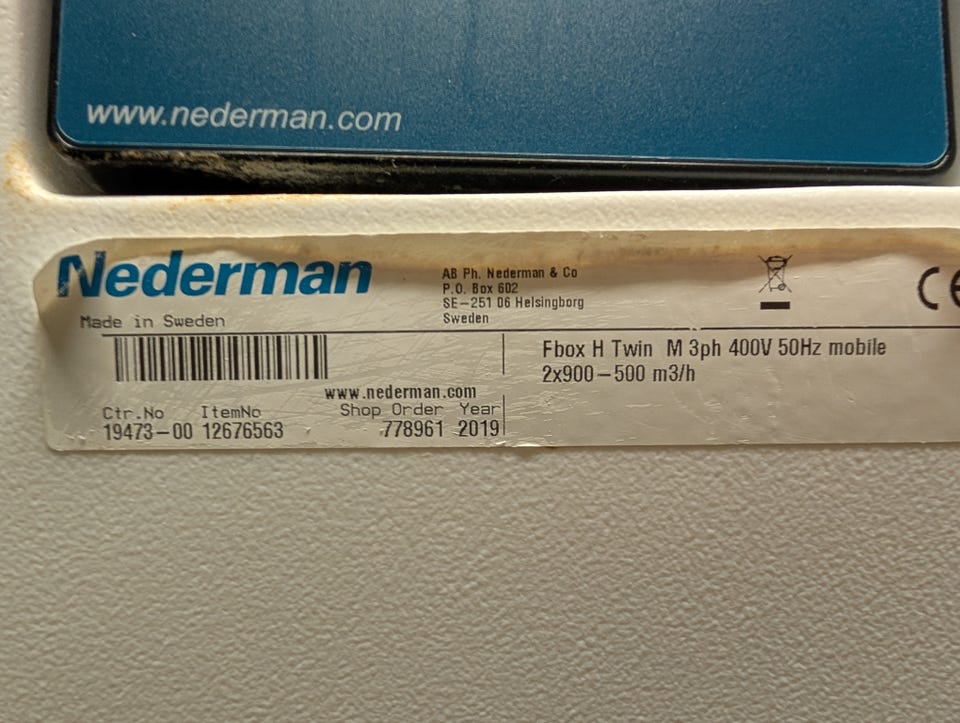 www.nederman.com
Nederman
AB Ph. Nederman & Co
P.O. Box 602
SE-251 06 Helsingborg
Sweden
Made in Sweden
Fbox H Twin M 3ph 400V 50Hz mobile
2x900-500 m3/h
www.nederman.com
Ctr.No ItemNo Shop Order Year
19473-00 12676563 778961 2019
CE